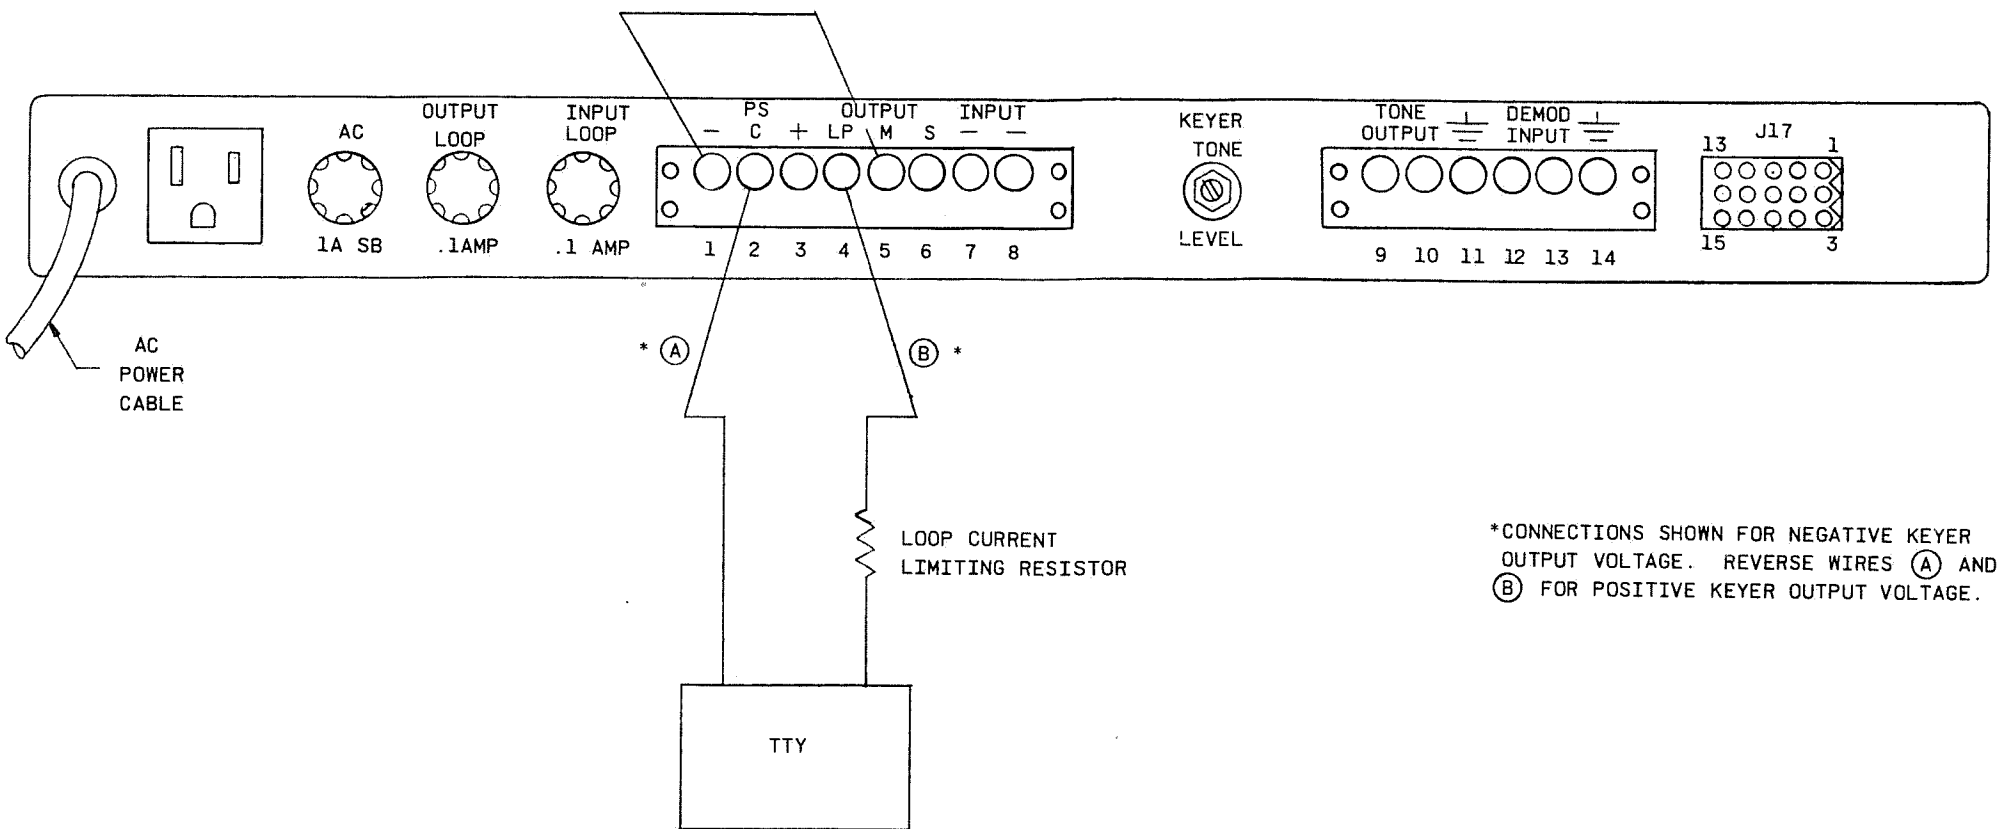 OUTPUT
LOOP
INPUT
LOOP
AC
1A SB
.1AMP
.1 AMP
PS OUTPUT INPUT
− C + LP M S − −
1 2 3 4 5 6 7 8
KEYER
TONE
LEVEL
TONE
OUTPUT
DEMOD
INPUT
9 10 11 12 13 14
J17
13 1
15 3
AC
POWER
CABLE
* A
B *
LOOP CURRENT
LIMITING RESISTOR
TTY
*CONNECTIONS SHOWN FOR NEGATIVE KEYER
OUTPUT VOLTAGE. REVERSE WIRES A AND
B FOR POSITIVE KEYER OUTPUT VOLTAGE.